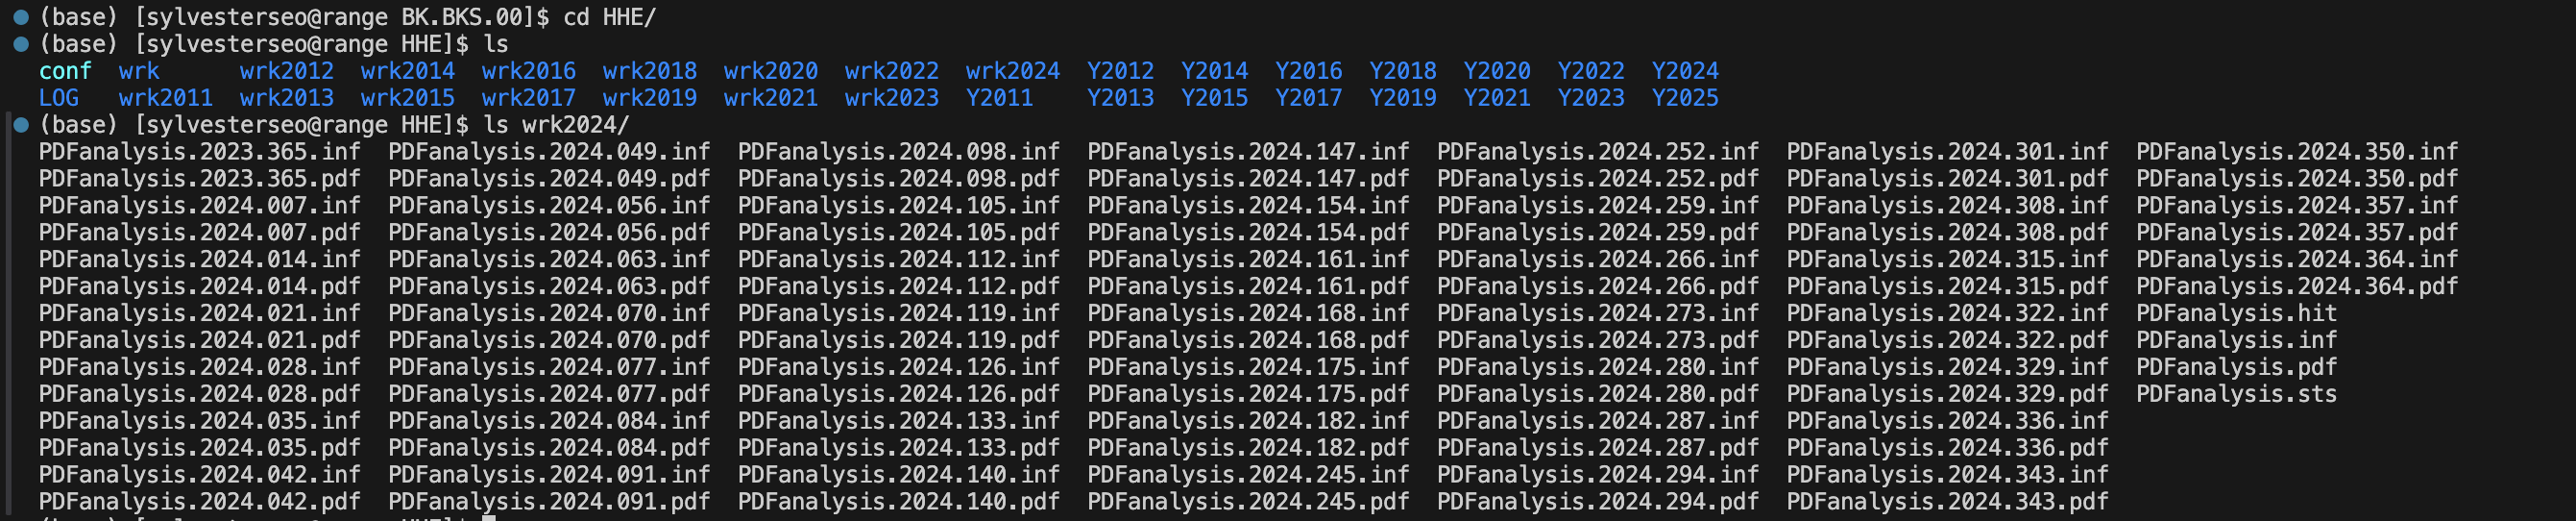 (base) [sylvesterseo@range BK.BKS.00]$ cd HHE/
(base) [sylvesterseo@range HHE]$ ls
conf  wrk      wrk2012  wrk2014  wrk2016  wrk2018  wrk2020  wrk2022  wrk2024  Y2012  Y2014  Y2016  Y2018  Y2020  Y2022  Y2024
LOG   wrk2011  wrk2013  wrk2015  wrk2017  wrk2019  wrk2021  wrk2023  Y2011    Y2013  Y2015  Y2017  Y2019  Y2021  Y2023  Y2025
(base) [sylvesterseo@range HHE]$ ls wrk2024/
PDFanalysis.2023.365.inf  PDFanalysis.2024.049.inf  PDFanalysis.2024.098.inf  PDFanalysis.2024.147.inf  PDFanalysis.2024.252.inf  PDFanalysis.2024.301.inf  PDFanalysis.2024.350.inf
PDFanalysis.2023.365.pdf  PDFanalysis.2024.049.pdf  PDFanalysis.2024.098.pdf  PDFanalysis.2024.147.pdf  PDFanalysis.2024.252.pdf  PDFanalysis.2024.301.pdf  PDFanalysis.2024.350.pdf
PDFanalysis.2024.007.inf  PDFanalysis.2024.056.inf  PDFanalysis.2024.105.inf  PDFanalysis.2024.154.inf  PDFanalysis.2024.259.inf  PDFanalysis.2024.308.inf  PDFanalysis.2024.357.inf
PDFanalysis.2024.007.pdf  PDFanalysis.2024.056.pdf  PDFanalysis.2024.105.pdf  PDFanalysis.2024.154.pdf  PDFanalysis.2024.259.pdf  PDFanalysis.2024.308.pdf  PDFanalysis.2024.357.pdf
PDFanalysis.2024.014.inf  PDFanalysis.2024.063.inf  PDFanalysis.2024.112.inf  PDFanalysis.2024.161.inf  PDFanalysis.2024.266.inf  PDFanalysis.2024.315.inf  PDFanalysis.2024.364.inf
PDFanalysis.2024.014.pdf  PDFanalysis.2024.063.pdf  PDFanalysis.2024.112.pdf  PDFanalysis.2024.161.pdf  PDFanalysis.2024.266.pdf  PDFanalysis.2024.315.pdf  PDFanalysis.2024.364.pdf
PDFanalysis.2024.021.inf  PDFanalysis.2024.070.inf  PDFanalysis.2024.119.inf  PDFanalysis.2024.168.inf  PDFanalysis.2024.273.inf  PDFanalysis.2024.322.inf  PDFanalysis.hit
PDFanalysis.2024.021.pdf  PDFanalysis.2024.070.pdf  PDFanalysis.2024.119.pdf  PDFanalysis.2024.168.pdf  PDFanalysis.2024.273.pdf  PDFanalysis.2024.322.pdf  PDFanalysis.inf
PDFanalysis.2024.028.inf  PDFanalysis.2024.077.inf  PDFanalysis.2024.126.inf  PDFanalysis.2024.175.inf  PDFanalysis.2024.280.inf  PDFanalysis.2024.329.inf  PDFanalysis.pdf
PDFanalysis.2024.028.pdf  PDFanalysis.2024.077.pdf  PDFanalysis.2024.126.pdf  PDFanalysis.2024.175.pdf  PDFanalysis.2024.280.pdf  PDFanalysis.2024.329.pdf  PDFanalysis.sts
PDFanalysis.2024.035.inf  PDFanalysis.2024.084.inf  PDFanalysis.2024.133.inf  PDFanalysis.2024.182.inf  PDFanalysis.2024.287.inf  PDFanalysis.2024.336.inf
PDFanalysis.2024.035.pdf  PDFanalysis.2024.084.pdf  PDFanalysis.2024.133.pdf  PDFanalysis.2024.182.pdf  PDFanalysis.2024.287.pdf  PDFanalysis.2024.336.pdf
PDFanalysis.2024.042.inf  PDFanalysis.2024.091.inf  PDFanalysis.2024.140.inf  PDFanalysis.2024.245.inf  PDFanalysis.2024.294.inf  PDFanalysis.2024.343.inf
PDFanalysis.2024.042.pdf  PDFanalysis.2024.091.pdf  PDFanalysis.2024.140.pdf  PDFanalysis.2024.245.pdf  PDFanalysis.2024.294.pdf  PDFanalysis.2024.343.pdf